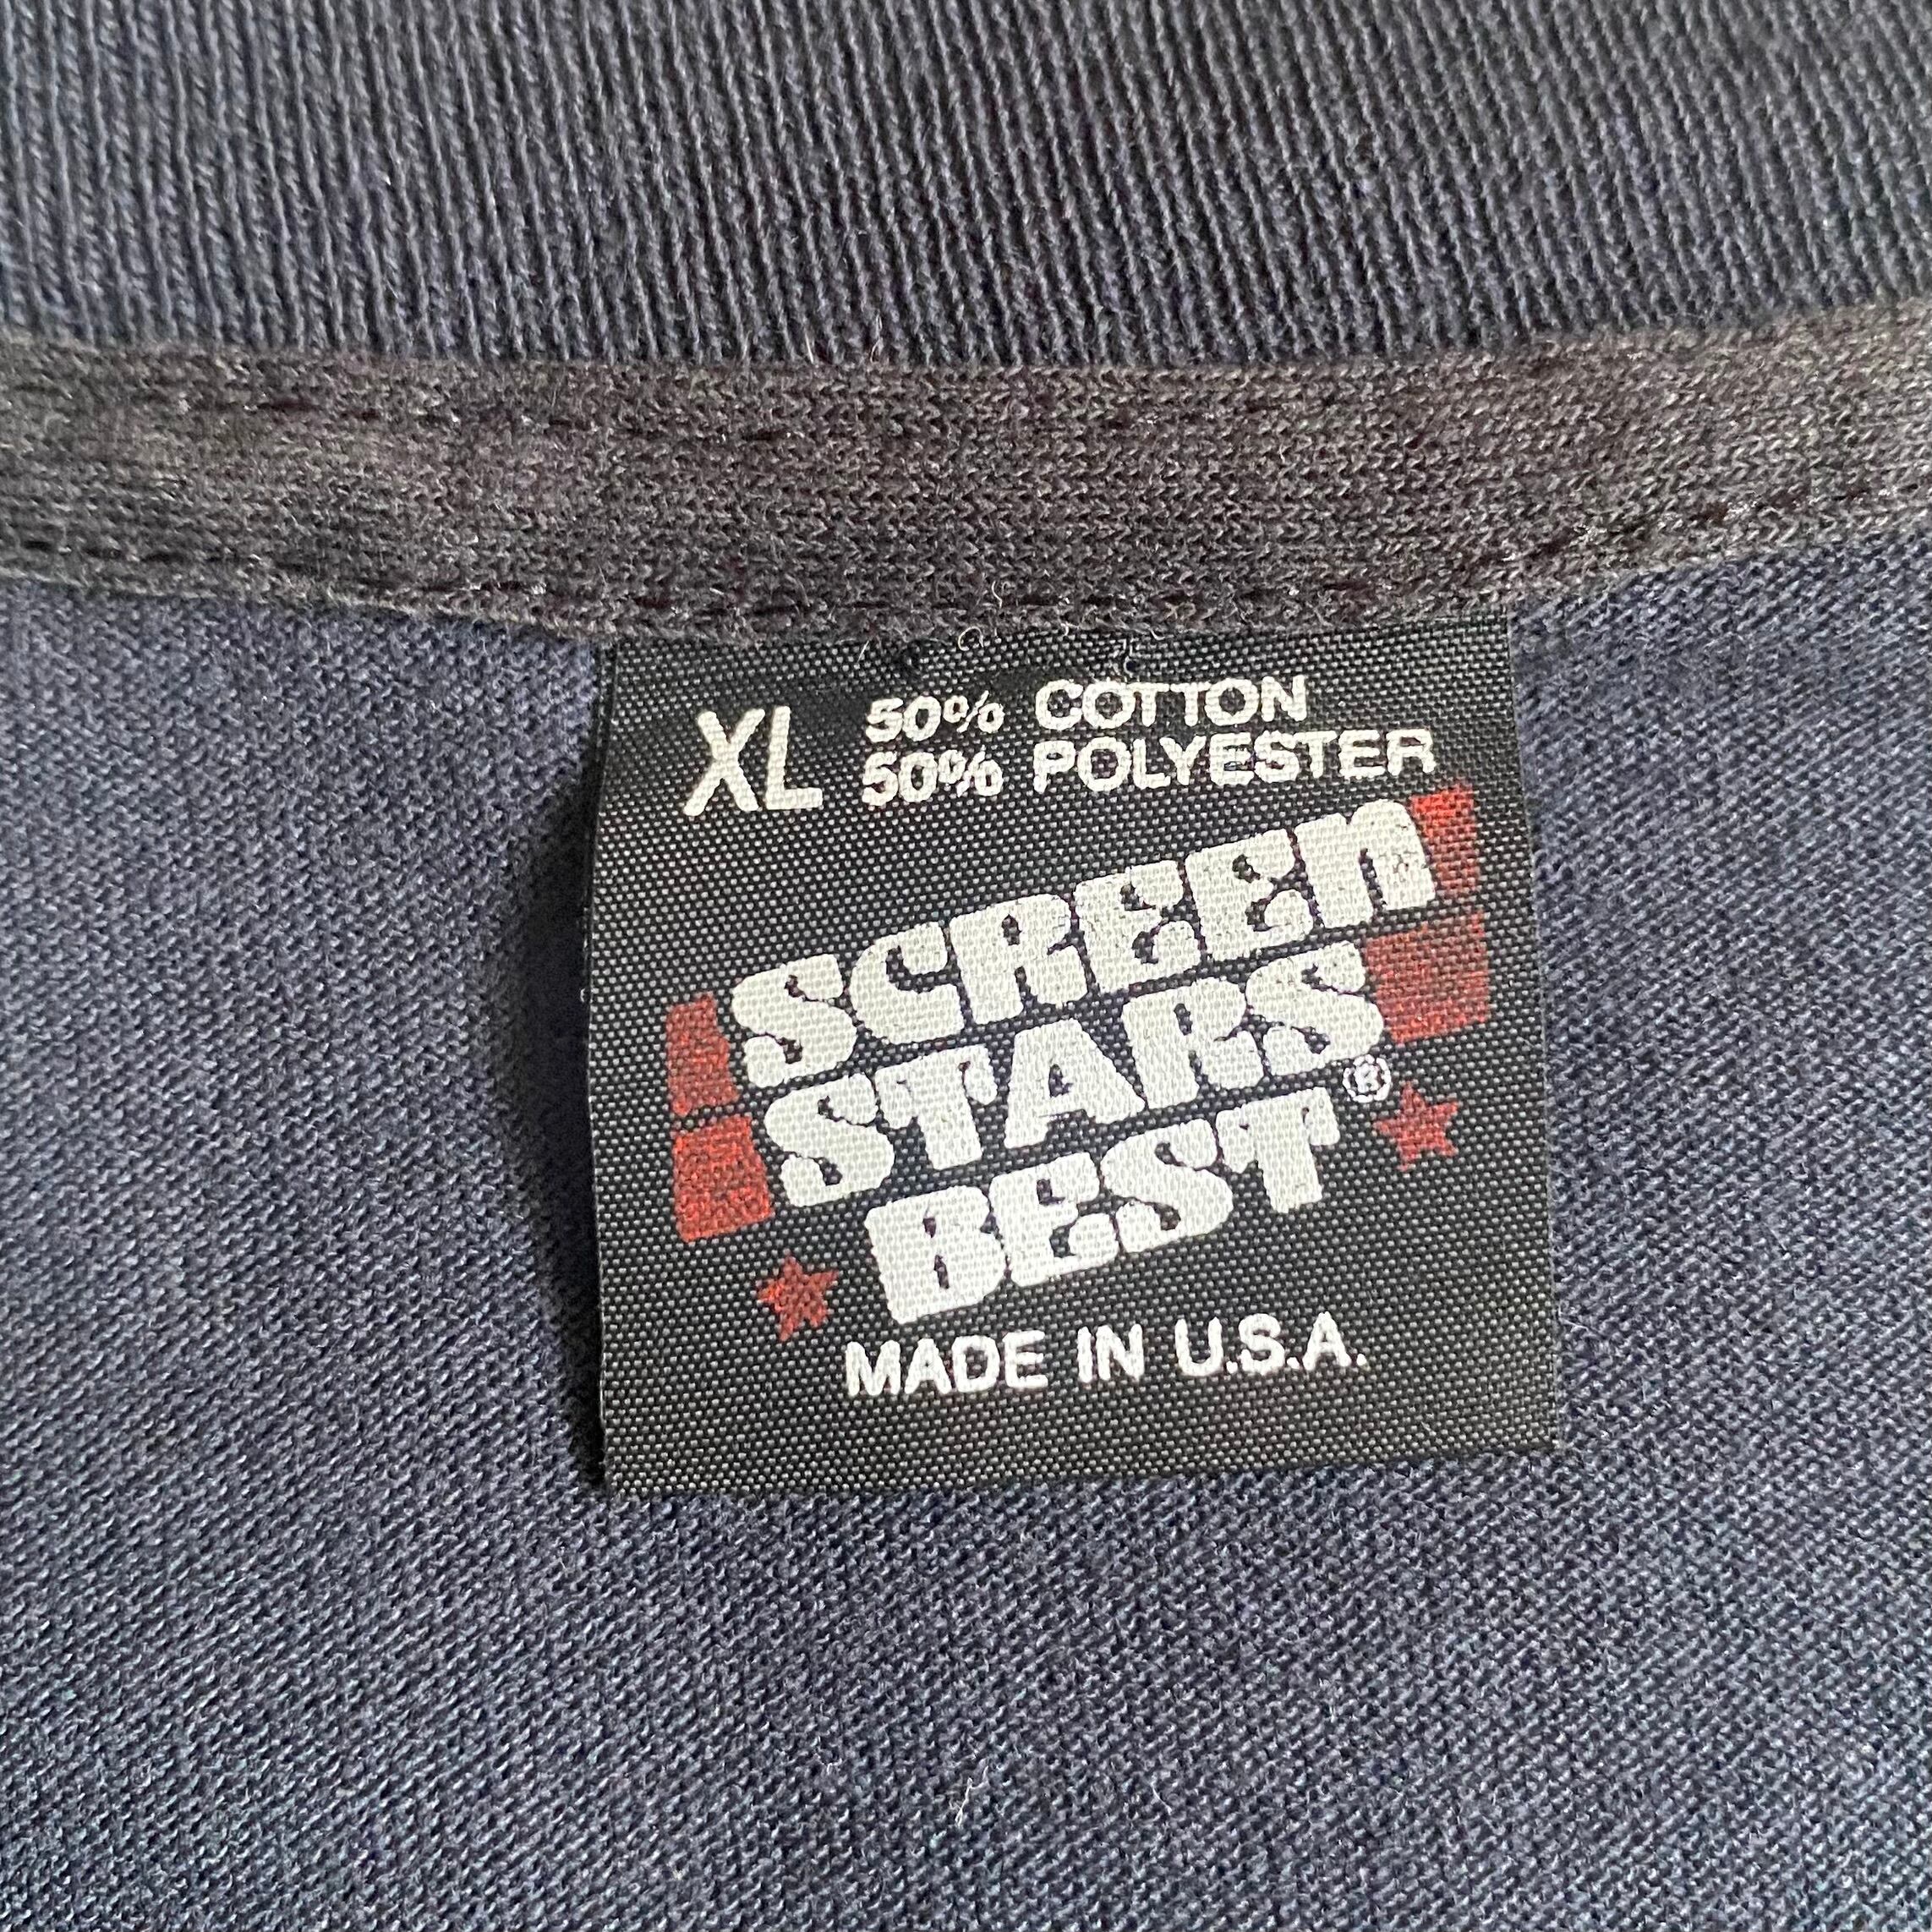 XL 50% COTTON
50% POLYESTER
SCREEN
STARS
BEST®
MADE IN U.S.A.